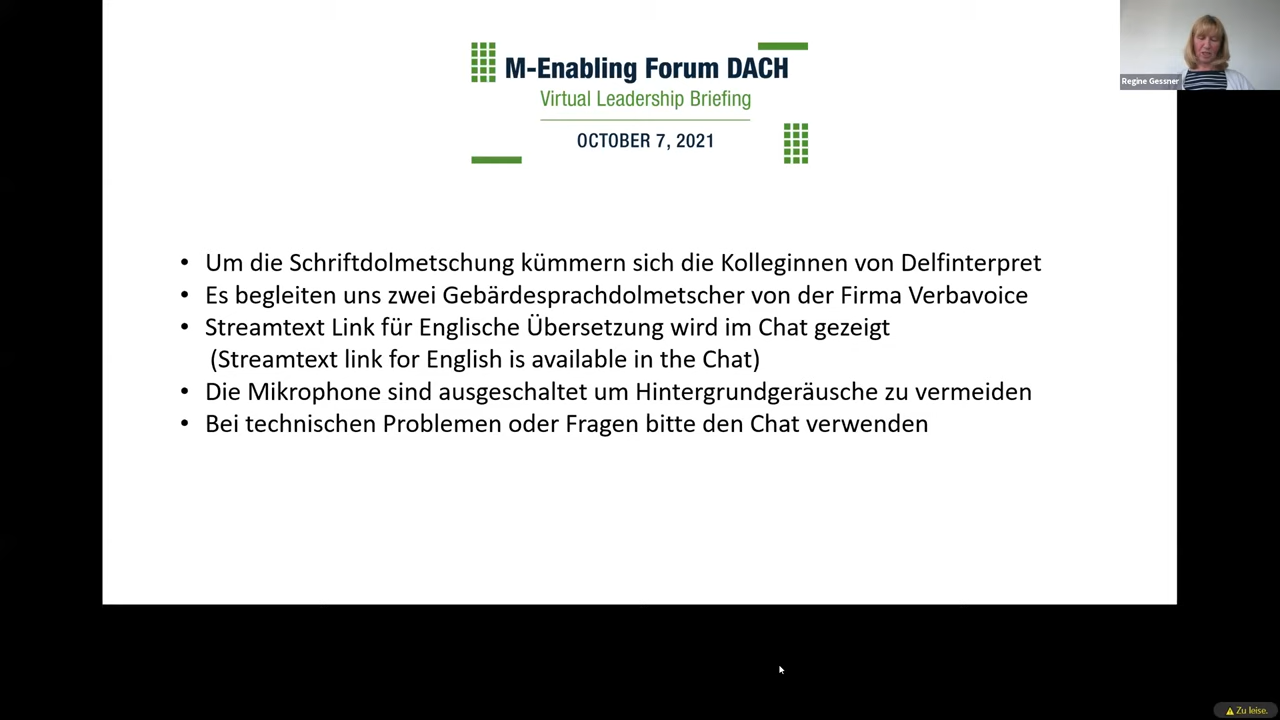 M-Enabling Forum DACH
Virtual Leadership Briefing
OCTOBER 7, 2021
Regine Gessner
• Um die Schriftdolmetschung kümmern sich die Kolleginnen von Delfinterpret
• Es begleiten uns zwei Gebärdesprachdolmetscher von der Firma Verbavoice
• Streamtext Link für Englische Übersetzung wird im Chat gezeigt
(Streamtext link for English is available in the Chat)
• Die Mikrophone sind ausgeschaltet um Hintergrundgeräusche zu vermeiden
• Bei technischen Problemen oder Fragen bitte den Chat verwenden
Zu leise.